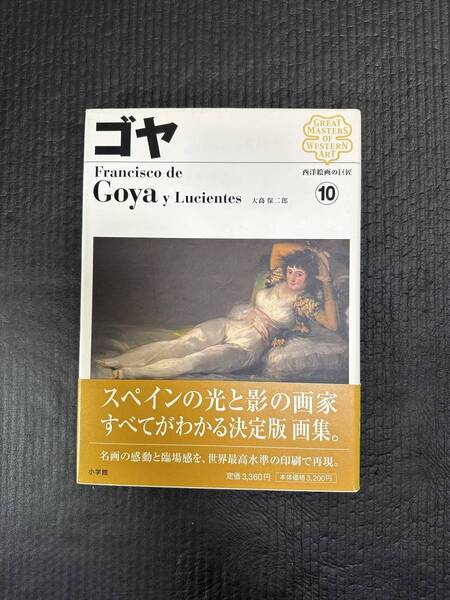 ゴヤ
GREAT
MASTERS
OF
WESTERN
ART
Francisco de
西洋絵画の巨匠
Goya y Lucientes 大高保二郎
10
スペインの光と影の画家
すべてがわかる決定版 画集。
名画の感動と臨場感を、世界最高水準の印刷で再現。
小学館
定価3,360円 本体価格3,200円